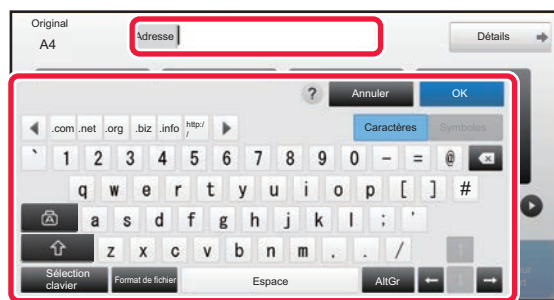 Original
A4
Adresse
Détails
? Annuler OK
.com .net .org .biz .info http:/
/
Caractères Symboles
` 1 2 3 4 5 6 7 8 9 0 - = @
q w e r t y u i o p [ ] #
A a s d f g h j k l ; '
z x c v b n m . . /
Sélection
clavier
Format de fichier
Espace
AltGr